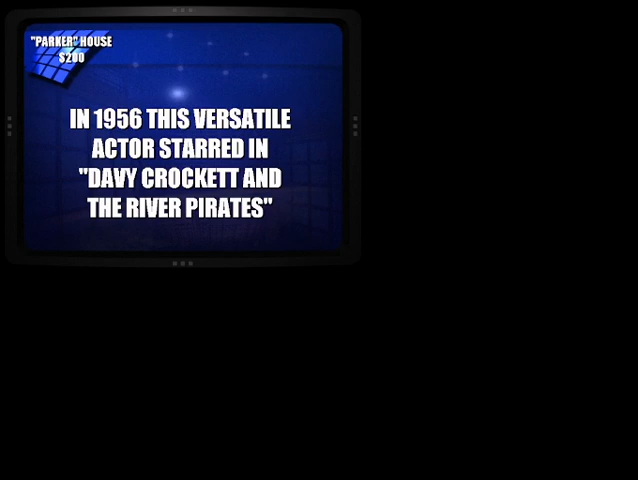 "PARKER" HOUSE
$200
IN 1956 THIS VERSATILE
ACTOR STARRED IN
"DAVY CROCKETT AND
THE RIVER PIRATES"